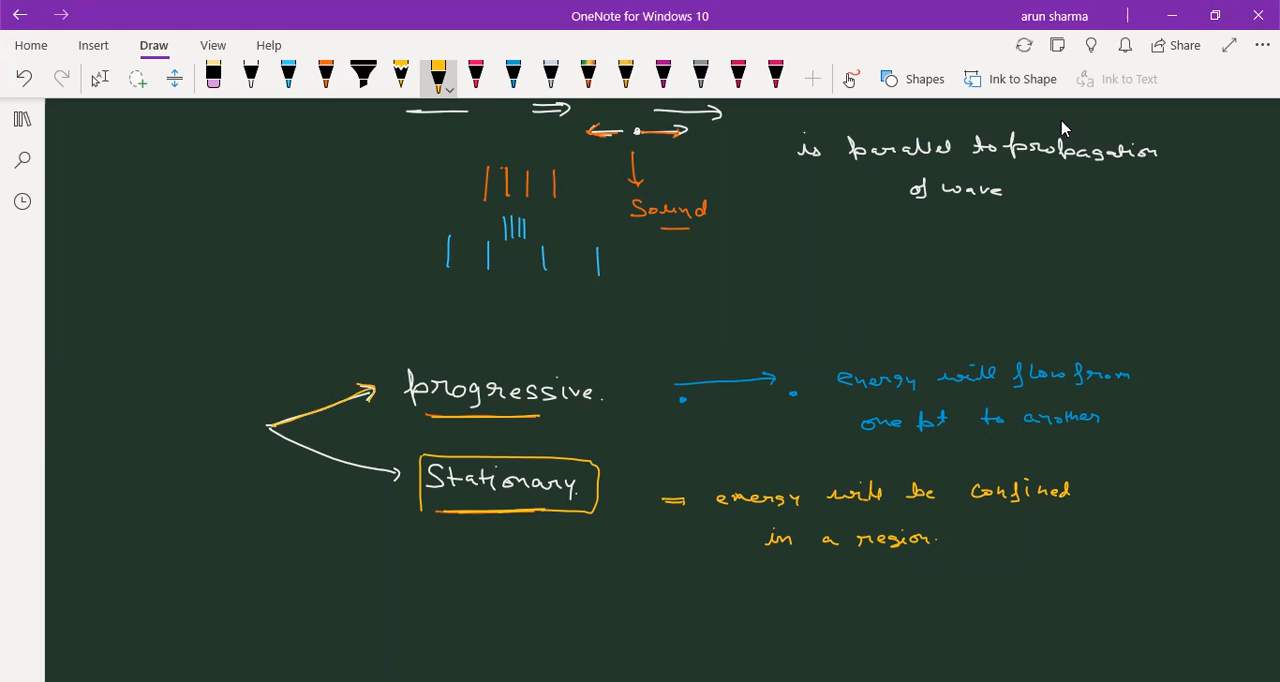 OneNote for Windows 10
arun sharma
Home Insert Draw View Help
Share
Shapes
Ink to Shape
Ink to Text
is parallel to propagation
of wave
Sound
progressive.
energy will flow from
one pt to another
Stationary.
= energy will be confined
in a region.